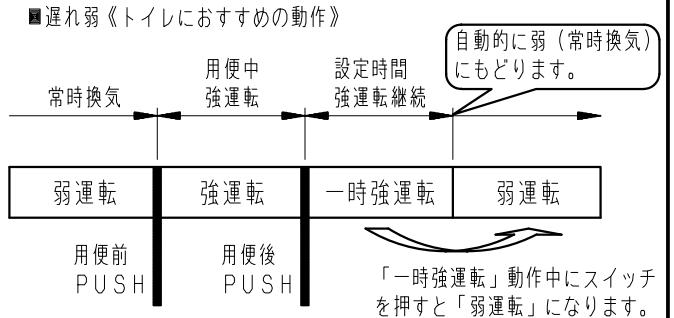 ■遅れ弱《トイレにおすすめの動作》
自動的に弱（常時換気）
にもどります。
常時換気
用便中
強運転
設定時間
強運転継続
弱運転
強運転
一時強運転
弱運転
用便前
PUSH
用便後
PUSH
「一時強運転」動作中にスイッチ
を押すと「弱運転」になります。